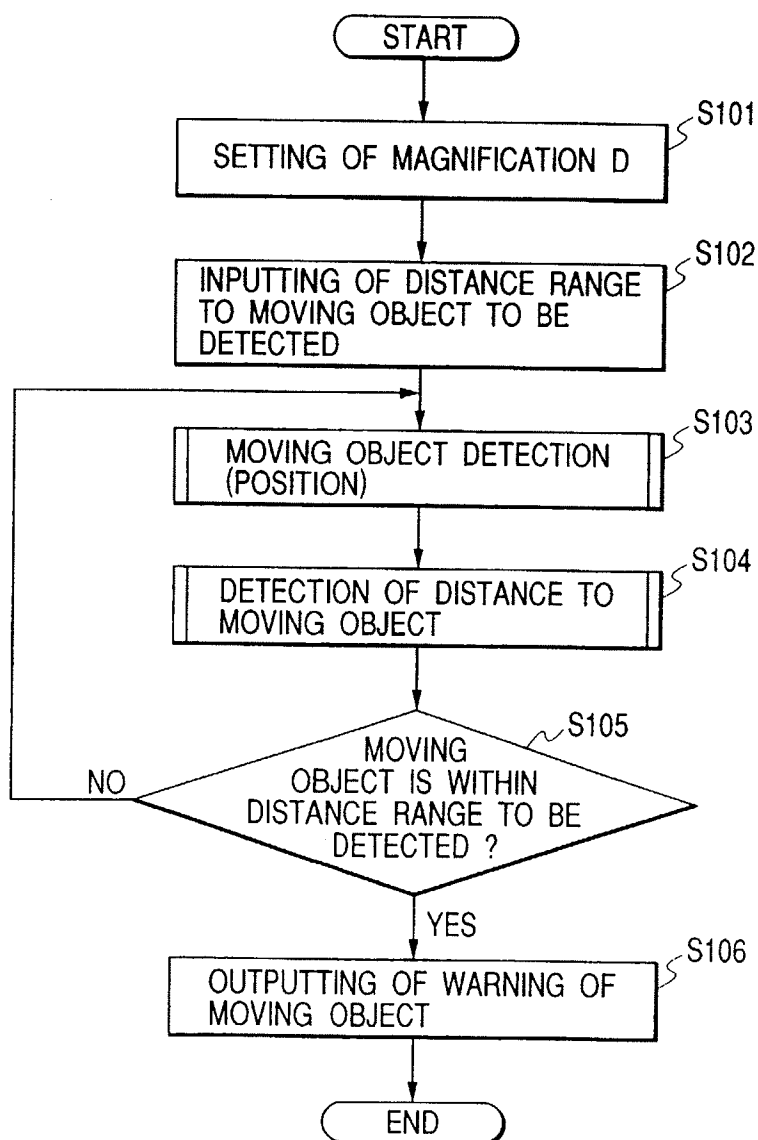 START
S101
SETTING OF MAGNIFICATION D
S102
INPUTTING OF DISTANCE RANGE
TO MOVING OBJECT TO BE
DETECTED
S103
MOVING OBJECT DETECTION
(POSITION)
S104
DETECTION OF DISTANCE TO
MOVING OBJECT
S105
MOVING
OBJECT IS WITHIN
DISTANCE RANGE TO BE
DETECTED ?
NO
YES
S106
OUTPUTTING OF WARNING OF
MOVING OBJECT
END